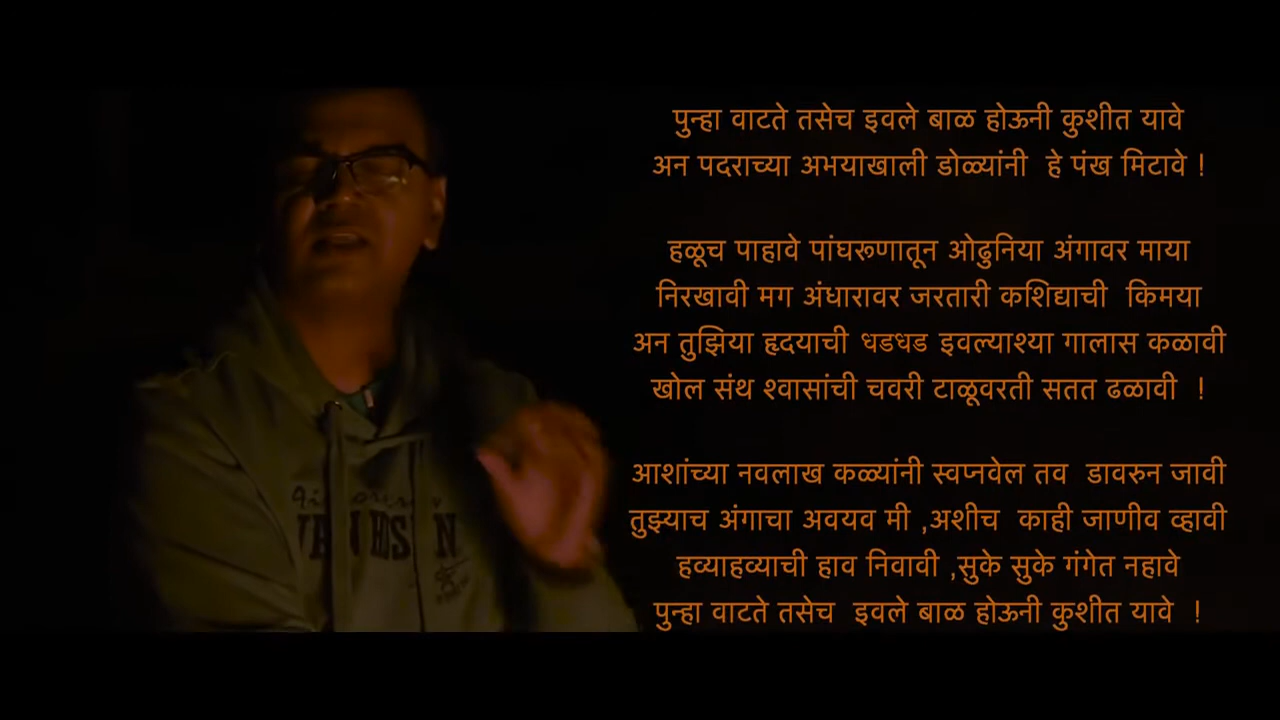 पुन्हा वाटते तसेच इवले बाळ होऊनी कुशीत यावे
अन पदराच्या अभयाखाली डोळ्यांनी हे पंख मिटावे !
हळूच पाहावे पांघरूणातून ओढुनिया अंगावर माया
निरखावी मग अंधारावर जरतारी कशिद्याची किमया
अन तुझिया हृदयाची धडधड इवल्याश्या गालास कळावी
खोल संथ श्वासांची चवरी टाळूवरती सतत ढळावी !
आशांच्या नवलाख कळ्यांनी स्वप्नवेल तव डावरुन जावी
तुझ्याच अंगाचा अवयव मी ,अशीच काही जाणीव व्हावी
हव्याहव्याची हाव निवावी ,सुके सुके गंगेत नहावे
पुन्हा वाटते तसेच इवले बाळ होऊनी कुशीत यावे !